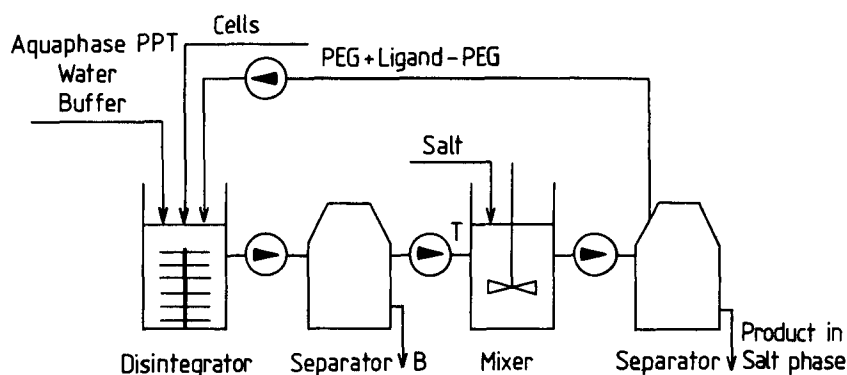 Cells
Aquaphase PPT
Water
Buffer
PEG+Ligand-PEG
Salt
T
Disintegrator
Separator
B
Mixer
Separator
Product in
Salt phase